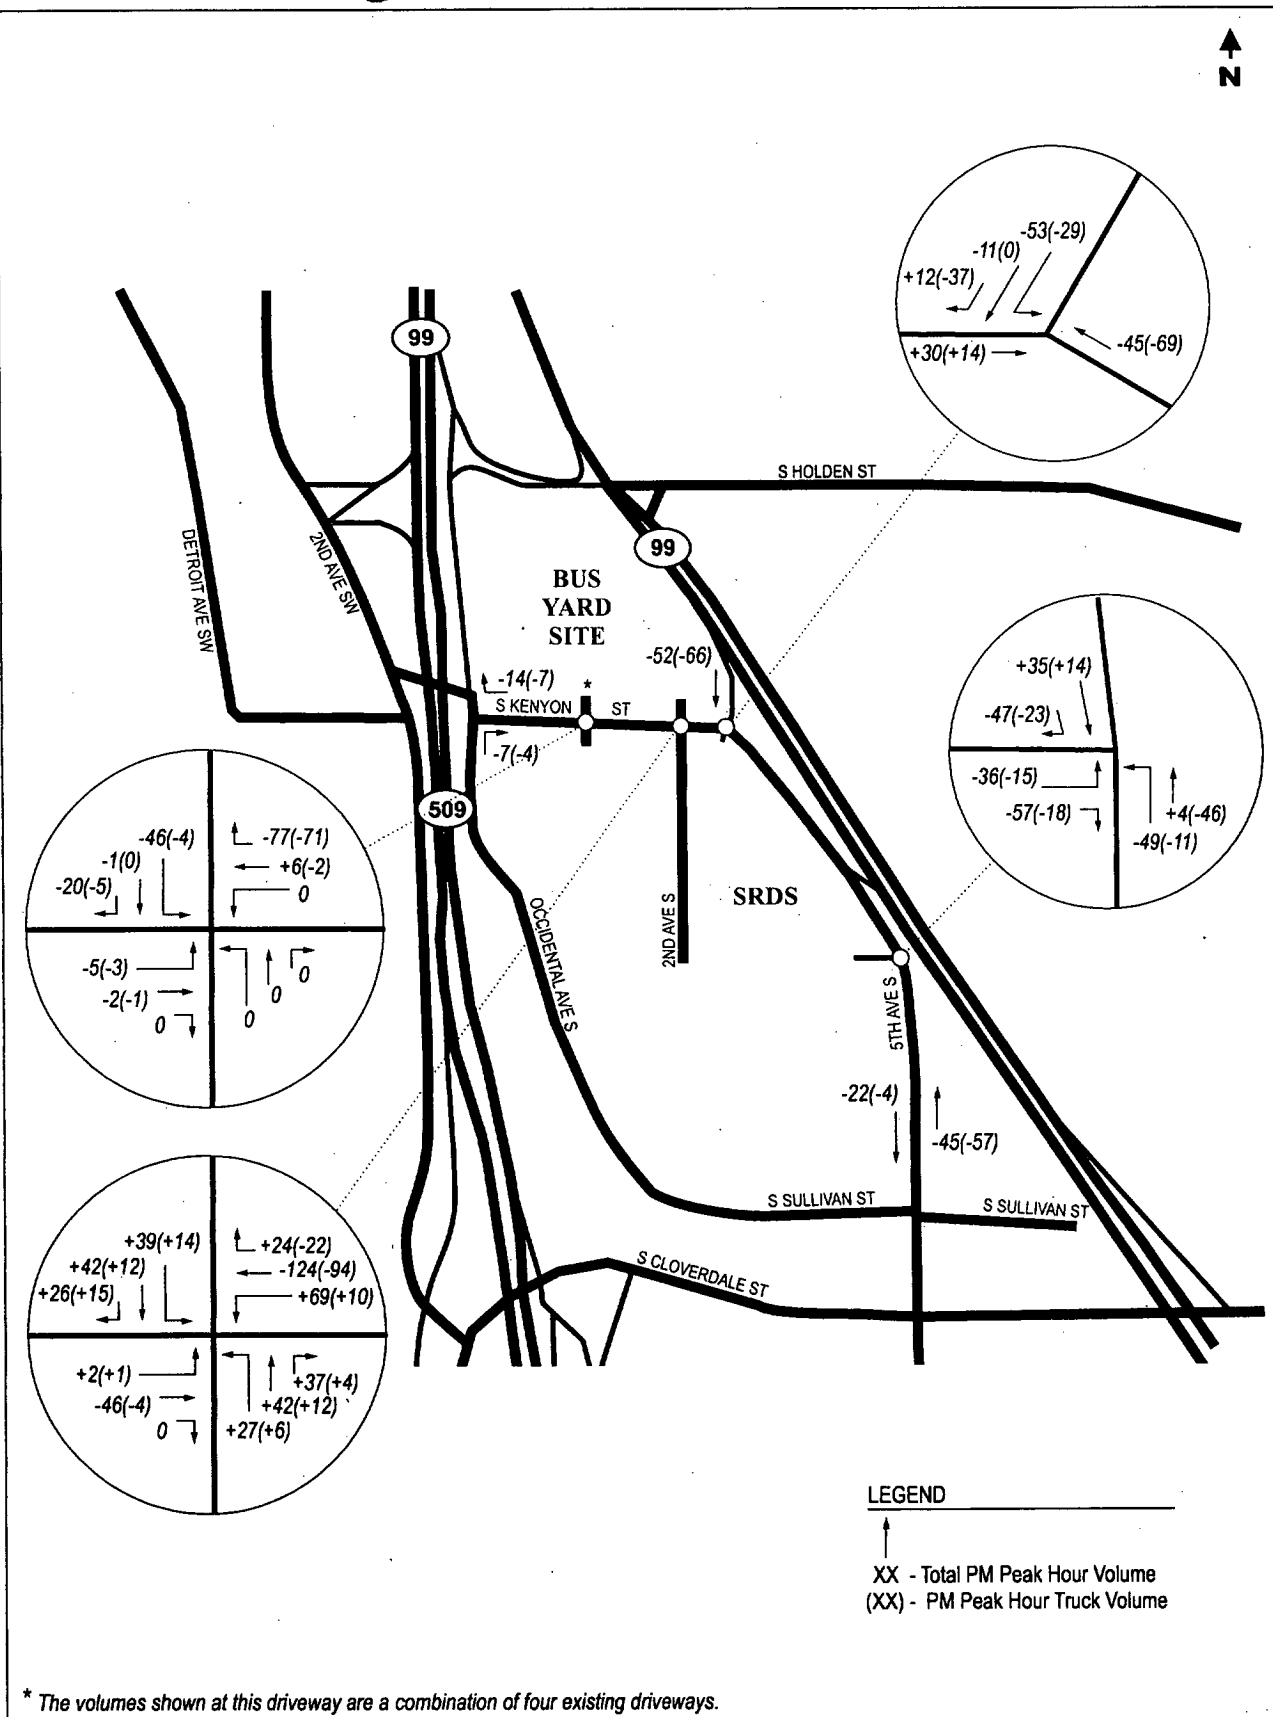 N
-53(-29)
-11(0)
+12(-37)
-45(-69)
+30(+14)
99
S HOLDEN ST
99
DETROIT AVE SW
2ND AVE SW
BUS
YARD
SITE
-52(-66)
-14(-7)
*
S KENYON ST
-7(-4)
+35(+14)
-47(-23)
-36(-15)
-57(-18)
+4(-46)
-49(-11)
509
-46(-4)
-77(-71)
-1(0)
+6(-2)
-20(-5)
0
-5(-3)
-2(-1)
0
0
0
0
SRDS
2ND AVE S
OCCIDENTAL AVE S
5TH AVE S
-22(-4)
-45(-57)
S SULLIVAN ST
S SULLIVAN ST
S CLOVERDALE ST
+39(+14)
+24(-22)
+42(+12)
-124(-94)
+26(+15)
+69(+10)
+2(+1)
-46(-4)
0
+37(+4)
+42(+12)
+27(+6)
LEGEND
XX - Total PM Peak Hour Volume
(XX) - PM Peak Hour Truck Volume
* The volumes shown at this driveway are a combination of four existing driveways.